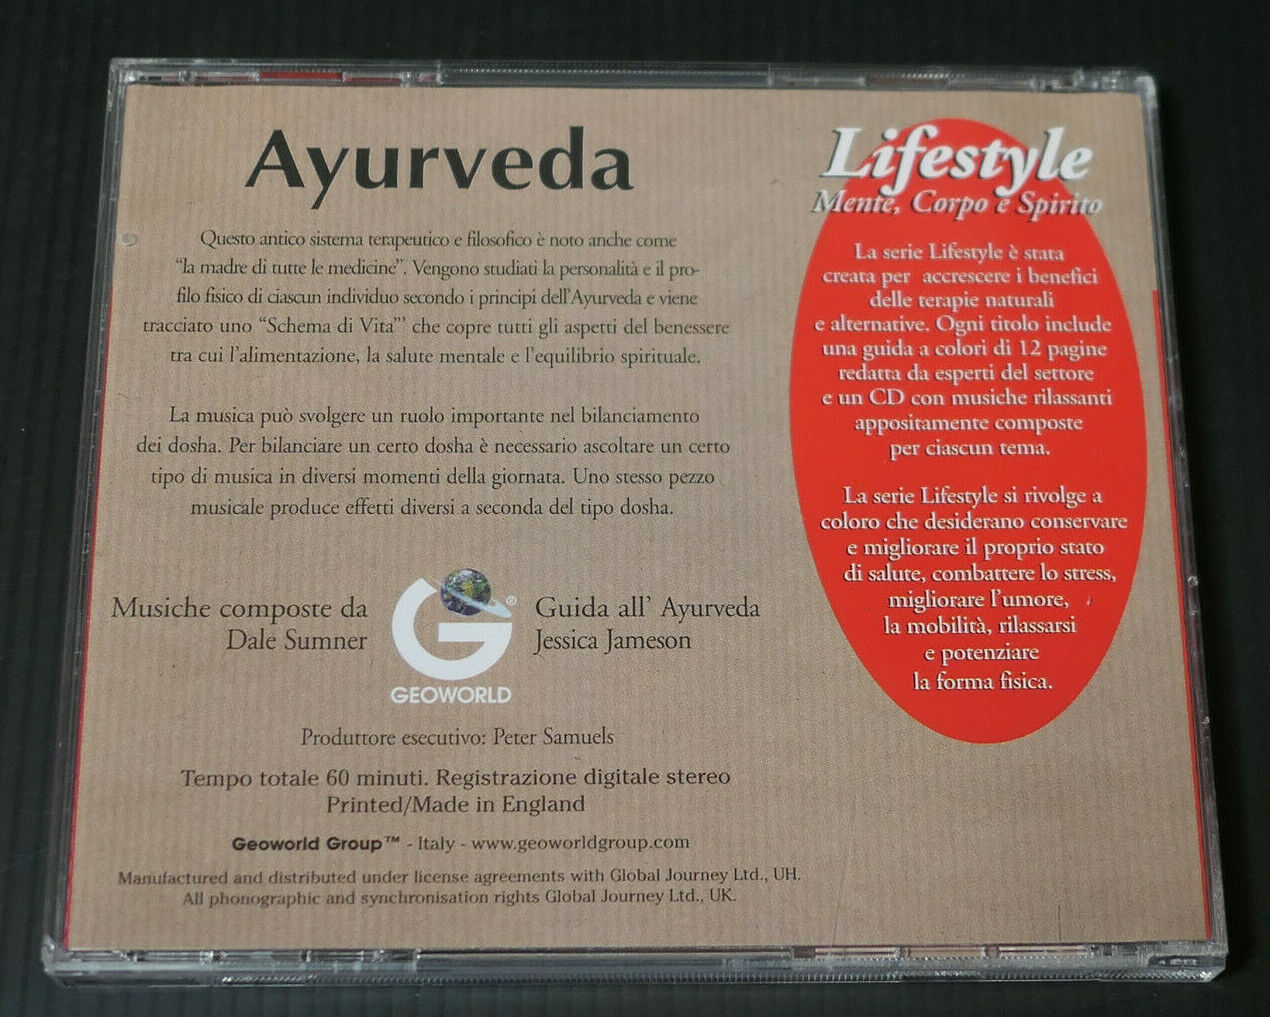 Ayurveda
Questo antico sistema terapeutico e filosofico è noto anche come
“la madre di tutte le medicine”. Vengono studiati la personalità e il pro-
filo fisico di ciascun individuo secondo i principi dell'Ayurveda e viene
tracciato uno “Schema di Vita”’ che copre tutti gli aspetti del benessere
tra cui l'alimentazione, la salute mentale e l'equilibrio spirituale.
La musica può svolgere un ruolo importante nel bilanciamento
dei dosha. Per bilanciare un certo dosha è necessario ascoltare un certo
tipo di musica in diversi momenti della giornata. Uno stesso pezzo
musicale produce effetti diversi a seconda del tipo dosha.
Musiche composte da
Dale Sumner
G®
GEOWORLD
Guida all' Ayurveda
Jessica Jameson
Produttore esecutivo: Peter Samuels
Tempo totale 60 minuti. Registrazione digitale stereo
Printed/Made in England
Geoworld Group™ - Italy - www.geoworldgroup.com
Manufactured and distributed under license agreements with Global Journey Ltd., UH.
All phonographic and synchronisation rights Global Journey Ltd., UK.
Lifestyle
Mente, Corpo e Spirito
La serie Lifestyle è stata
creata per accrescere i benefici
delle terapie naturali
e alternative. Ogni titolo include
una guida a colori di 12 pagine
redatta da esperti del settore
e un CD con musiche rilassanti
appositamente composte
per ciascun tema.
La serie Lifestyle si rivolge a
coloro che desiderano conservare
e migliorare il proprio stato
di salute, combattere lo stress,
migliorare l'umore,
la mobilità, rilassarsi
e potenziare
la forma fisica.